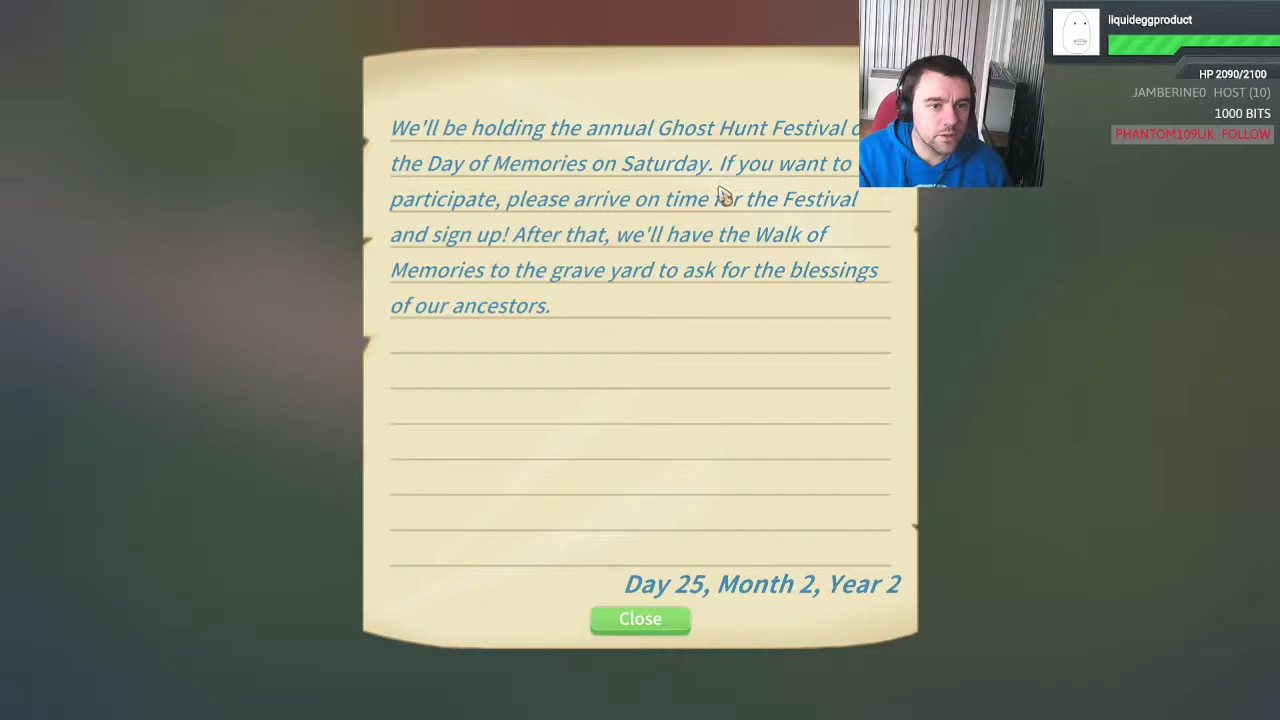 We'll be holding the annual Ghost Hunt Festival
the Day of Memories on Saturday. If you want to
participate, please arrive on time for the Festival
and sign up! After that, we'll have the Walk of
Memories to the grave yard to ask for the blessings
of our ancestors.
Day 25, Month 2, Year 2
Close
liquideggproduct
HP 2090/2100
JAMBERINE0 HOST (10)
1000 BITS
PHANTOM109UK FOLLOW